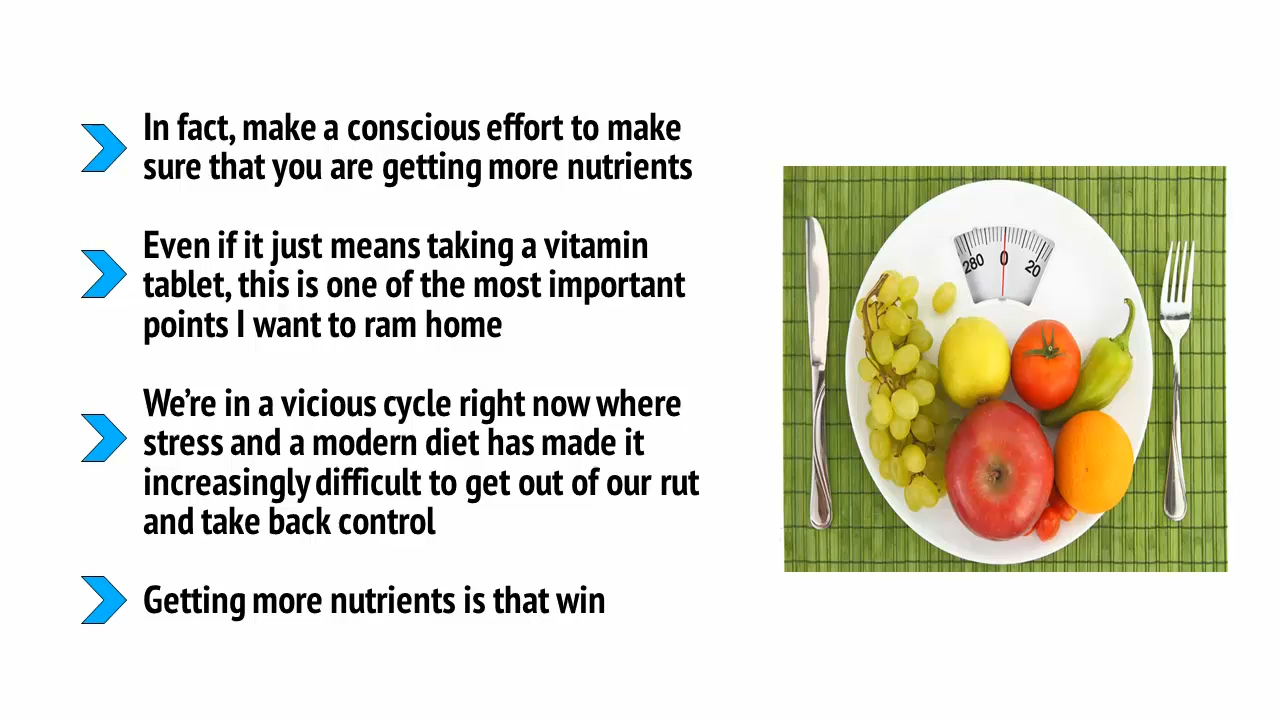 In fact, make a conscious effort to make
sure that you are getting more nutrients
Even if it just means taking a vitamin
tablet, this is one of the most important
points I want to ram home
We’re in a vicious cycle right now where
stress and a modern diet has made it
increasingly difficult to get out of our rut
and take back control
Getting more nutrients is that win
280 0 20